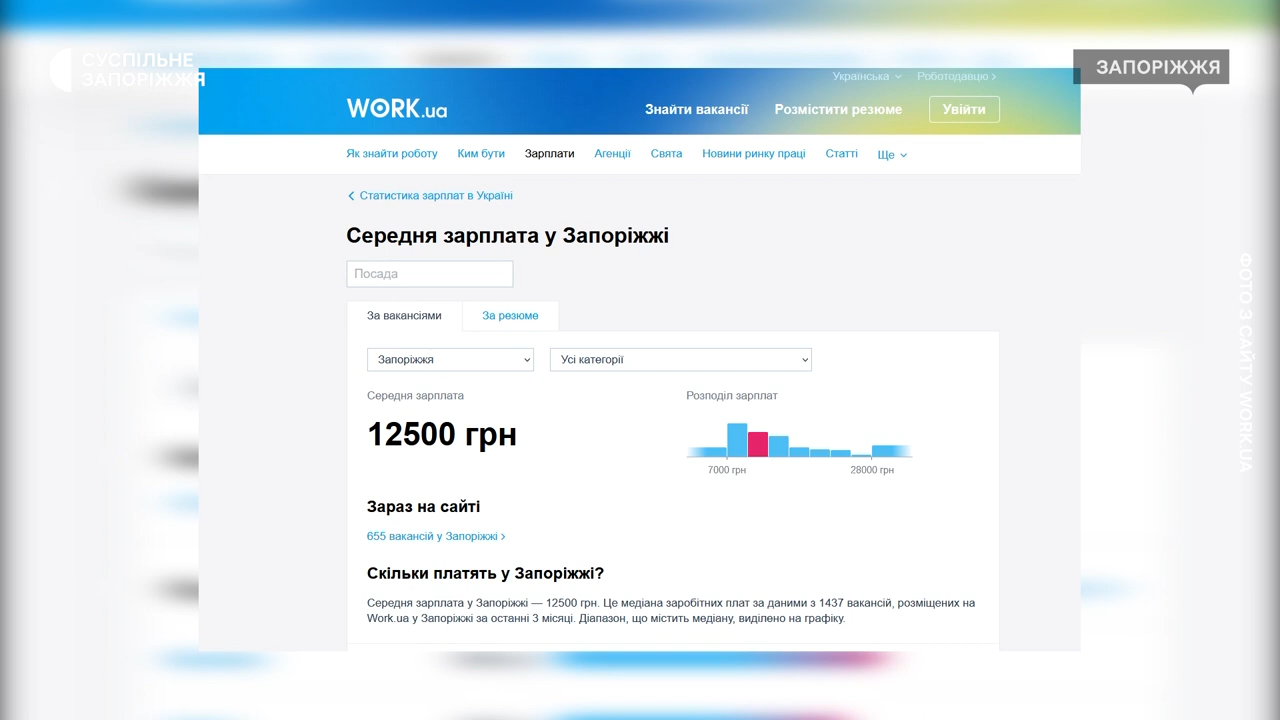 СУСПІЛЬНЕ
ЗАПОРІЖЖЯ
ЗАПОРІЖЖЯ
Українська
Роботодавцю
WORK.ua
Знайти вакансії
Розмістити резюме
Увійти
Як знайти роботу
Ким бути
Зарплати
Агенції
Свята
Новини ринку праці
Статті
Ще
Статистика зарплат в Україні
Середня зарплата у Запоріжжі
Посада
За вакансіями
За резюме
Запоріжжя
Усі категорії
Середня зарплата
Розподіл зарплат
12500 грн
7000 грн
28000 грн
Зараз на сайті
655 вакансій у Запоріжжі
Скільки платять у Запоріжжі?
Середня зарплата у Запоріжжі — 12500 грн. Це медіана заробітних плат за даними з 1437 вакансій, розміщених на
Work.ua у Запоріжжі за останні 3 місяці. Діапазон, що містить медіану, виділено на графіку.
ФОТО З САЙТУ WORK.UA